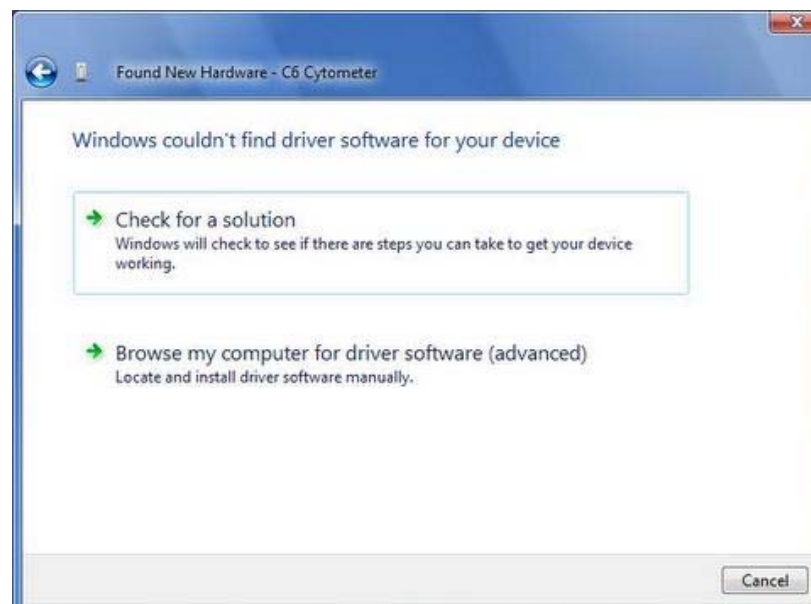 Found New Hardware - C6 Cytometer
Windows couldn't find driver software for your device
Check for a solution
Windows will check to see if there are steps you can take to get your device
working.
Browse my computer for driver software (advanced)
Locate and install driver software manually.
Cancel